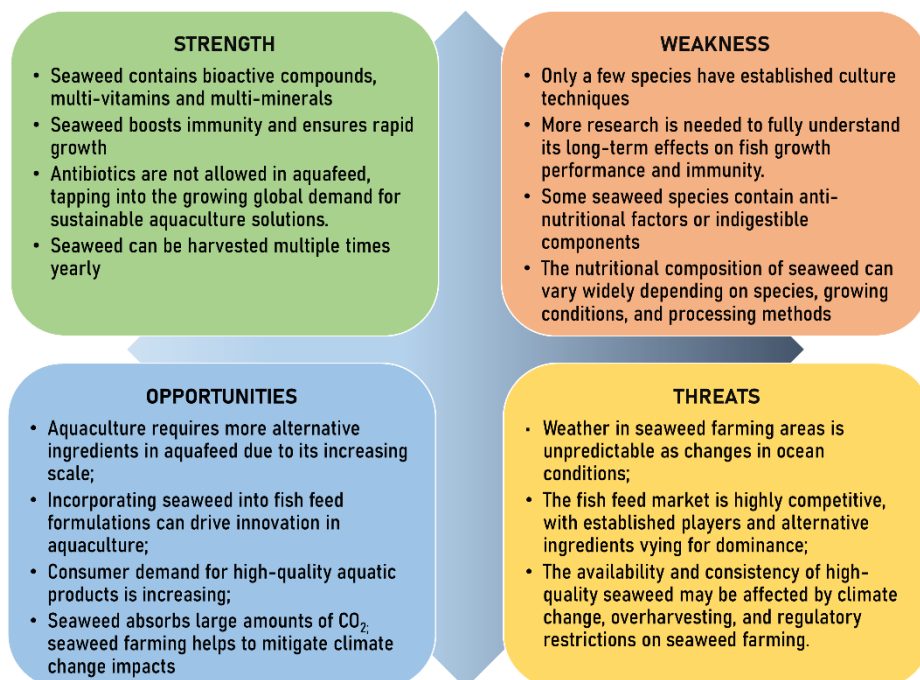 STRENGTH
• Seaweed contains bioactive compounds,
multi-vitamins and multi-minerals
• Seaweed boosts immunity and ensures rapid
growth
• Antibiotics are not allowed in aquafeed,
tapping into the growing global demand for
sustainable aquaculture solutions.
• Seaweed can be harvested multiple times
yearly
WEAKNESS
• Only a few species have established culture
techniques
• More research is needed to fully understand
its long-term effects on fish growth
performance and immunity.
• Some seaweed species contain anti-
nutritional factors or indigestible
components
• The nutritional composition of seaweed can
vary widely depending on species, growing
conditions, and processing methods
OPPORTUNITIES
• Aquaculture requires more alternative
ingredients in aquafeed due to its increasing
scale;
• Incorporating seaweed into fish feed
formulations can drive innovation in
aquaculture;
• Consumer demand for high-quality aquatic
products is increasing;
• Seaweed absorbs large amounts of CO₂;
seaweed farming helps to mitigate climate
change impacts
THREATS
• Weather in seaweed farming areas is
unpredictable as changes in ocean
conditions;
• The fish feed market is highly competitive,
with established players and alternative
ingredients vying for dominance;
• The availability and consistency of high-
quality seaweed may be affected by climate
change, overharvesting, and regulatory
restrictions on seaweed farming.